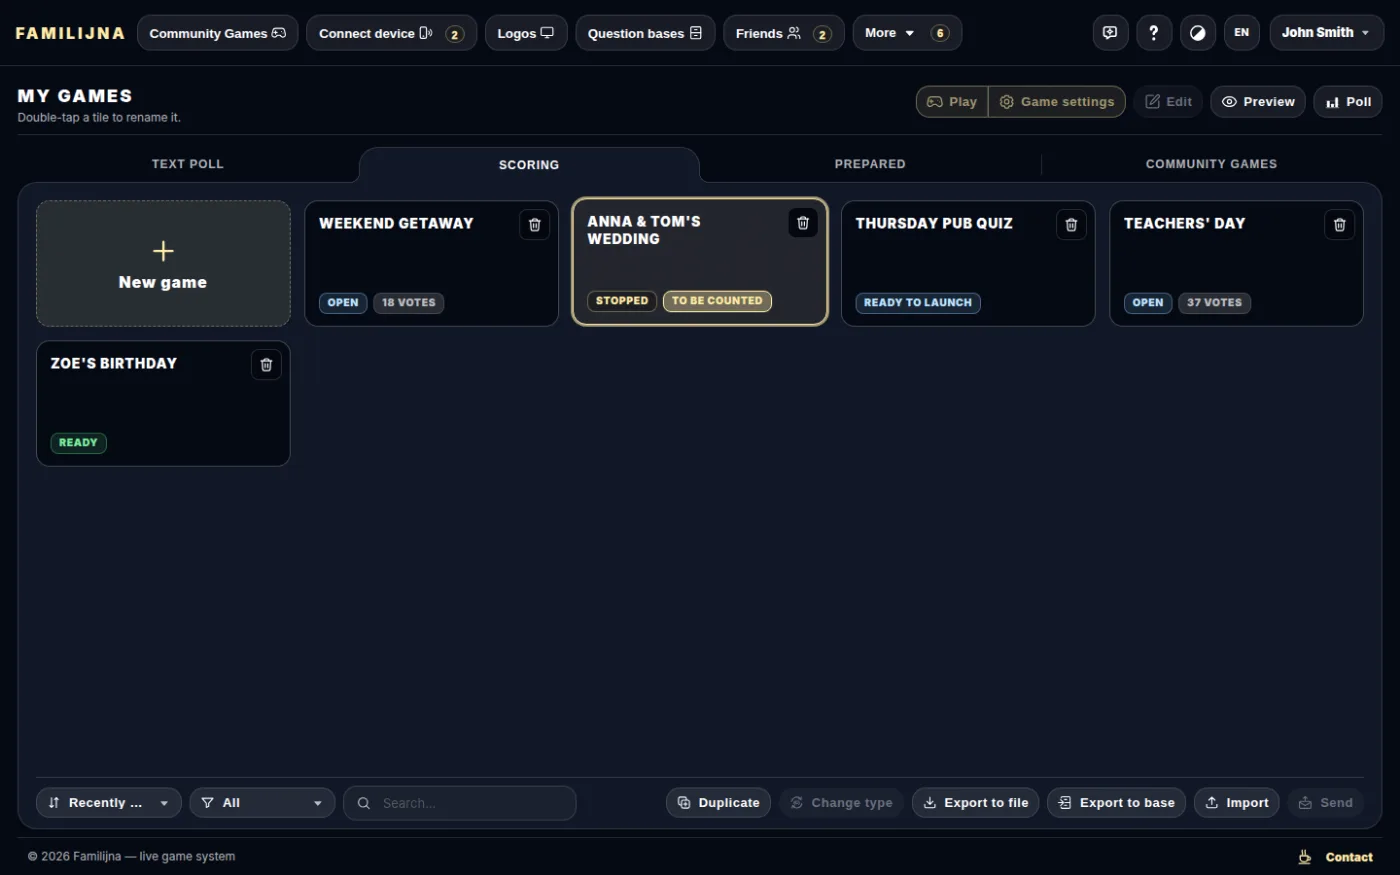 FAMILIJNA
Community Games
Connect device 2
Logos
Question bases
Friends 2
More 6
?
EN
John Smith
MY GAMES
Double-tap a tile to rename it.
Play
Game settings
Edit
Preview
Poll
TEXT POLL
SCORING
PREPARED
COMMUNITY GAMES
New game
WEEKEND GETAWAY
OPEN
18 VOTES
ANNA & TOM'S
WEDDING
STOPPED
TO BE COUNTED
THURSDAY PUB QUIZ
READY TO LAUNCH
TEACHERS' DAY
OPEN
37 VOTES
ZOE'S BIRTHDAY
READY
Recently ...
All
Search...
Duplicate
Change type
Export to file
Export to base
Import
Send
© 2026 Familijna — live game system
Contact